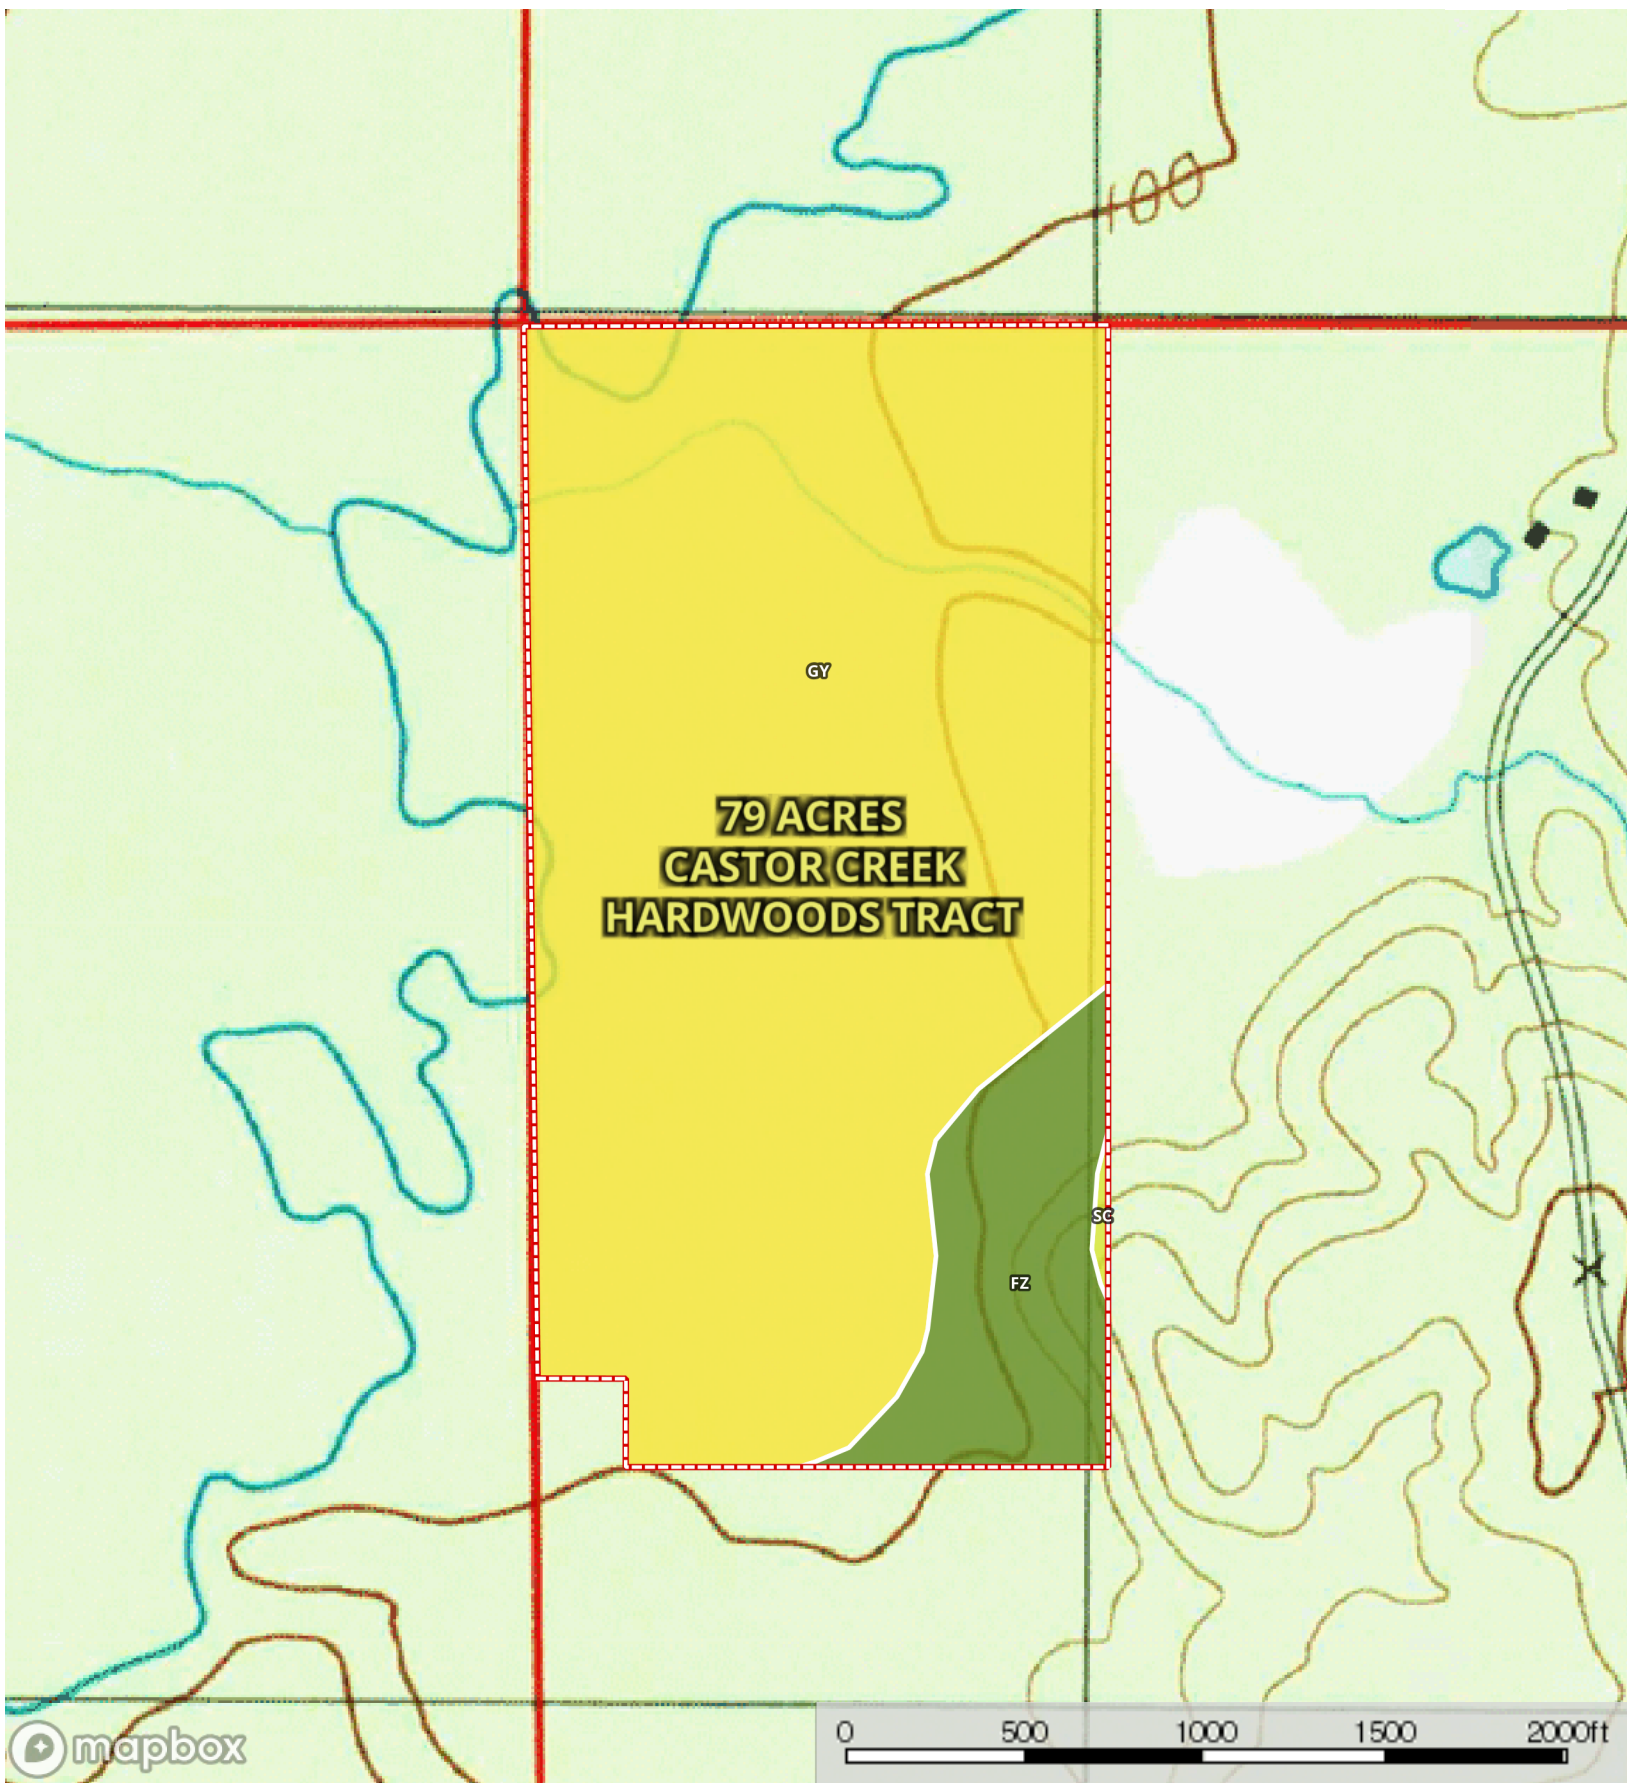 100
GY
79 ACRES
CASTOR CREEK
HARDWOODS TRACT
SC
FZ
mapbox
0 500 1000 1500 2000ft